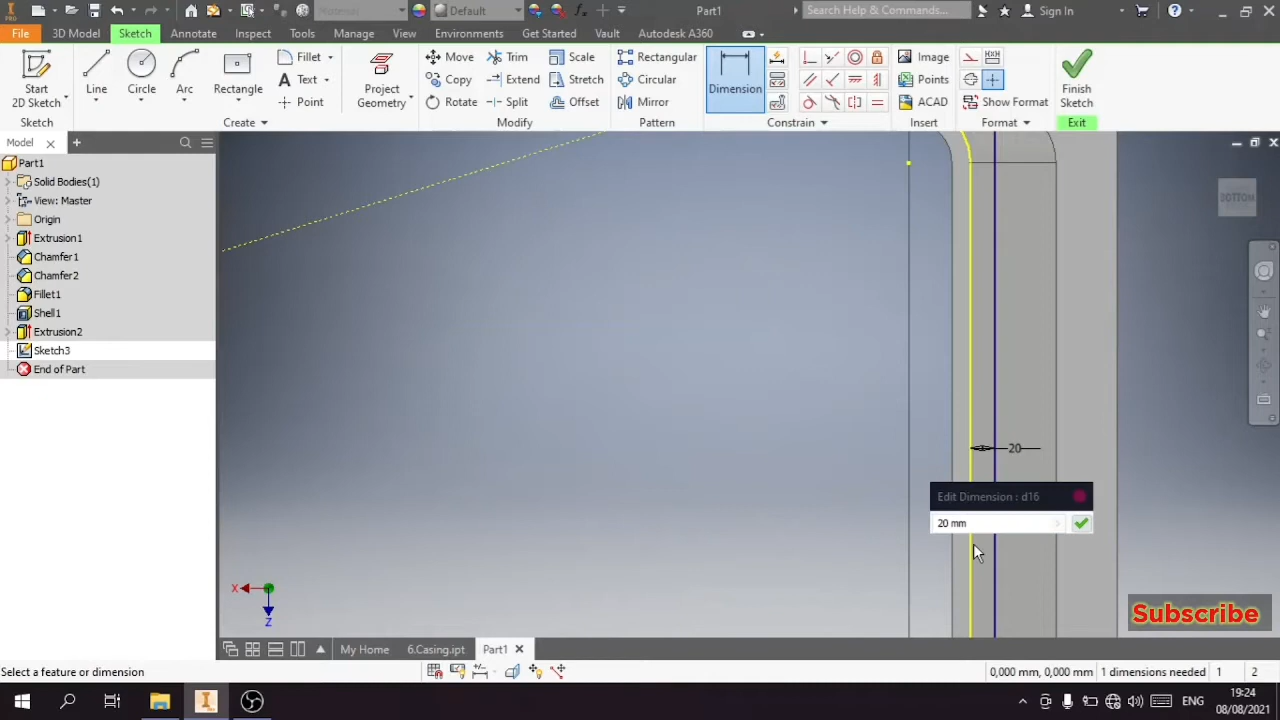 Material
Default
Part1
Search Help & Commands...
Sign In
PRO
File
3D Model
Sketch
Annotate
Inspect
Tools
Manage
View
Environments
Get Started
Vault
Autodesk A360
Start
2D Sketch
Line
Circle
Arc
Rectangle
Fillet
Text
Point
Project
Geometry
Move
Copy
Rotate
Trim
Extend
Split
Scale
Stretch
Offset
Rectangular
Circular
Mirror
Dimension
Image
Points
ACAD
Show Format
Finish
Sketch
Sketch
Create
Modify
Pattern
Constrain
Insert
Format
Exit
Model
Part1
Solid Bodies(1)
View: Master
Origin
Extrusion1
Chamfer1
Chamfer2
Fillet1
Shell1
Extrusion2
Sketch3
End of Part
BOTTOM
20
Edit Dimension : d16
20 mm
X
Z
Subscribe
My Home
6.Casing.ipt
Part1
Select a feature or dimension
0,000 mm, 0,000 mm
1 dimensions needed
1
2
ENG
19:24
08/08/2021